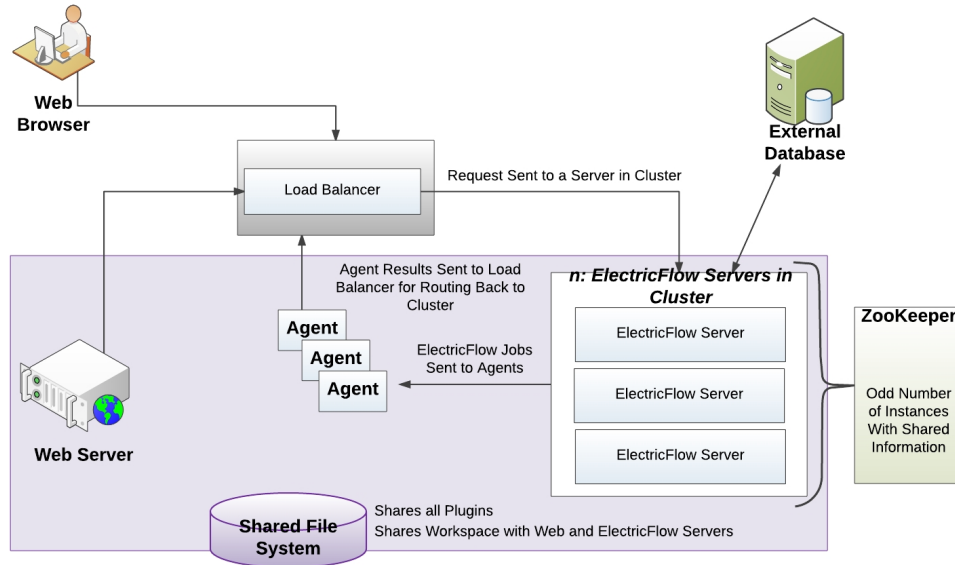 Web
Browser
External
Database
Load Balancer
Request Sent to a Server in Cluster
Agent Results Sent to Load
Balancer for Routing Back to
Cluster
n: ElectricFlow Servers in
Cluster
ElectricFlow Server
ElectricFlow Server
ElectricFlow Server
Agent
Agent
Agent
ElectricFlow Jobs
Sent to Agents
ZooKeeper
Odd Number
of Instances
With Shared
Information
Web Server
Shared File
System
Shares all Plugins
Shares Workspace with Web and ElectricFlow Servers